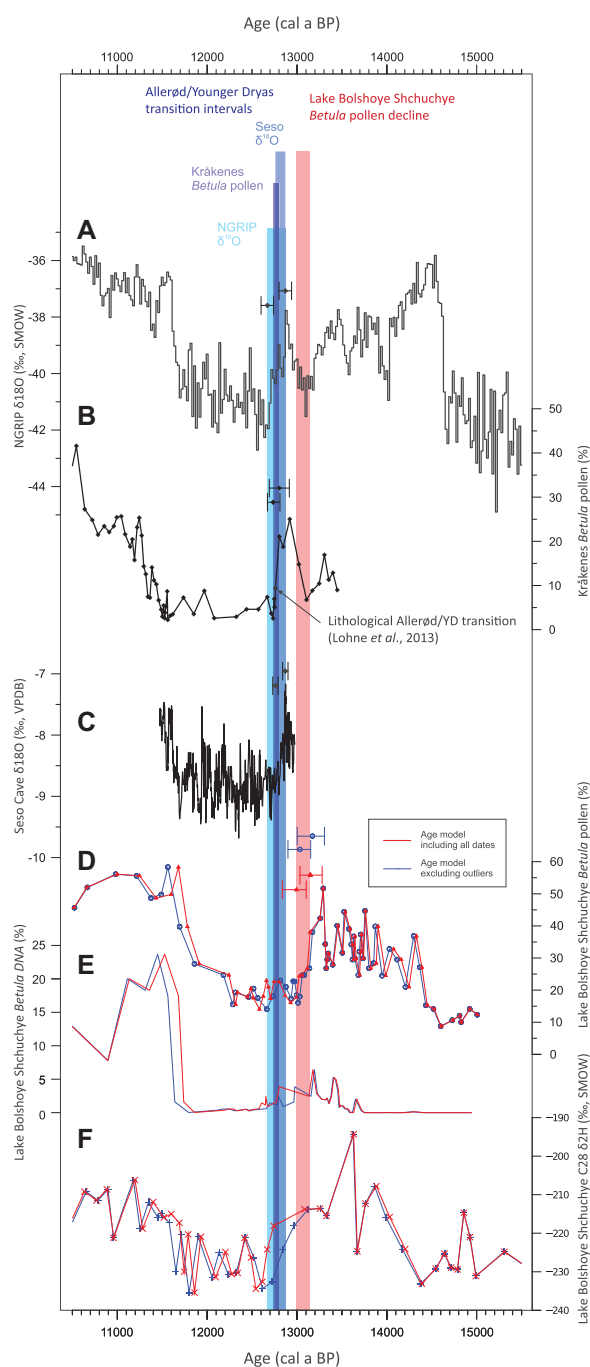 Age (cal a BP)
11000 12000 13000 14000 15000
Allerød/Younger Dryas
transition intervals
Lake Bolshoye Shchuchye
Betula pollen decline
Seso
δ¹⁸O
Kråkenes
Betula pollen
NGRIP
δ¹⁸O
A
-36
-38
-40
-42
-44
NGRIP δ18O (‰, SMOW)
B
50
40
30
20
10
0
Kråkenes Betula pollen (%)
Lithological Allerød/YD transition
(Lohne et al., 2013)
C
-7
-8
-9
-10
Seso Cave δ18O (‰, VPDB)
Age model
including all dates
Age model
excluding outliers
D
60
50
40
30
20
10
0
Lake Bolshoye Shchuchye Betula pollen (%)
E
25
20
15
10
5
0
Lake Bolshoye Shchuchye Betula DNA (%)
F
-190
-200
-210
-220
-230
-240
Lake Bolshoye Shchuchye C28 δ2H (‰, SMOW)
11000 12000 13000 14000 15000
Age (cal a BP)